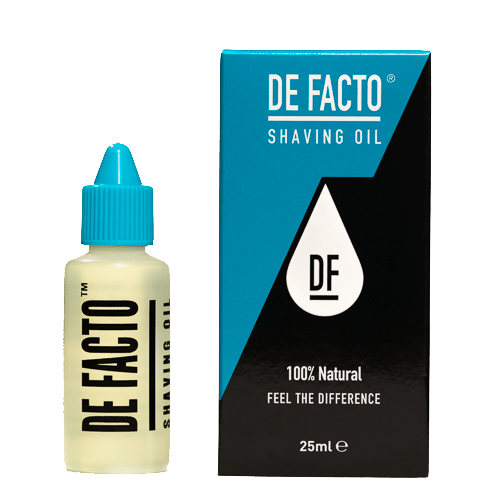 DE FACTO™
SHAVING OIL
DE FACTO®
SHAVING OIL
DF
100% Natural
FEEL THE DIFFERENCE
25ml ℮